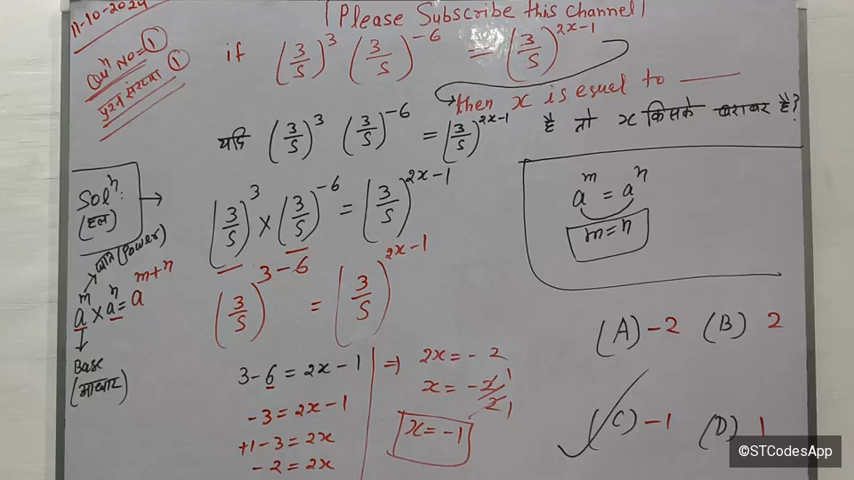 11-10-2024
Please Subscribe this channel
Quⁿ No=1
प्रश्न संख्या 1
if (3/5)^3 (3/5)^-6 = (3/5)^2x-1
then x is equal to ____
यदि (3/5)^3 (3/5)^-6 = (3/5)^2x-1 है तो x किसके बराबर है?
Solⁿ:
(हल)
(3/5)^3 × (3/5)^-6 = (3/5)^2x-1
(3/5)^3-6 = (3/5)^2x-1
(Power)
a^m × a^n = a^m+n
Base
(आधार)
3-6 = 2x-1
-3 = 2x-1
+1-3 = 2x
-2 = 2x
⇒ 2x = -2
x = -2/2 1 1
x = -1
a^m = a^n
m = n
(A) -2 (B) 2
(C) -1 (D) 1
©STCodesApp